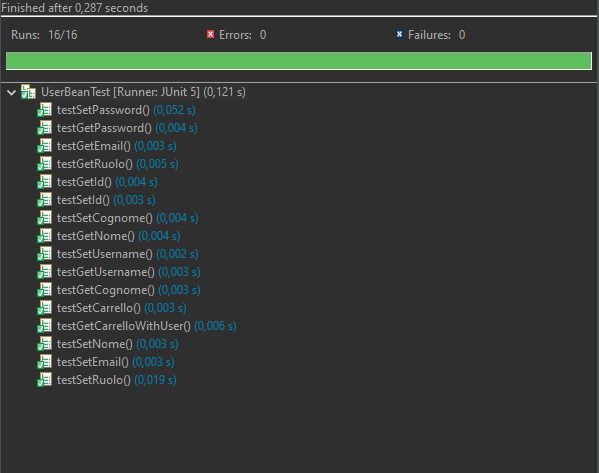 Finished after 0,287 seconds
Runs: 16/16 Errors: 0 Failures: 0
UserBeanTest [Runner: JUnit 5] (0,121 s)
testSetPassword() (0,052 s)
testGetPassword() (0,004 s)
testGetEmail() (0,003 s)
testGetRuolo() (0,005 s)
testGetId() (0,004 s)
testSetId() (0,003 s)
testSetCognome() (0,004 s)
testGetNome() (0,004 s)
testSetUsername() (0,002 s)
testGetUsername() (0,003 s)
testGetCognome() (0,003 s)
testSetCarrello() (0,003 s)
testGetCarrelloWithUser() (0,006 s)
testSetNome() (0,003 s)
testSetEmail() (0,003 s)
testSetRuolo() (0,019 s)